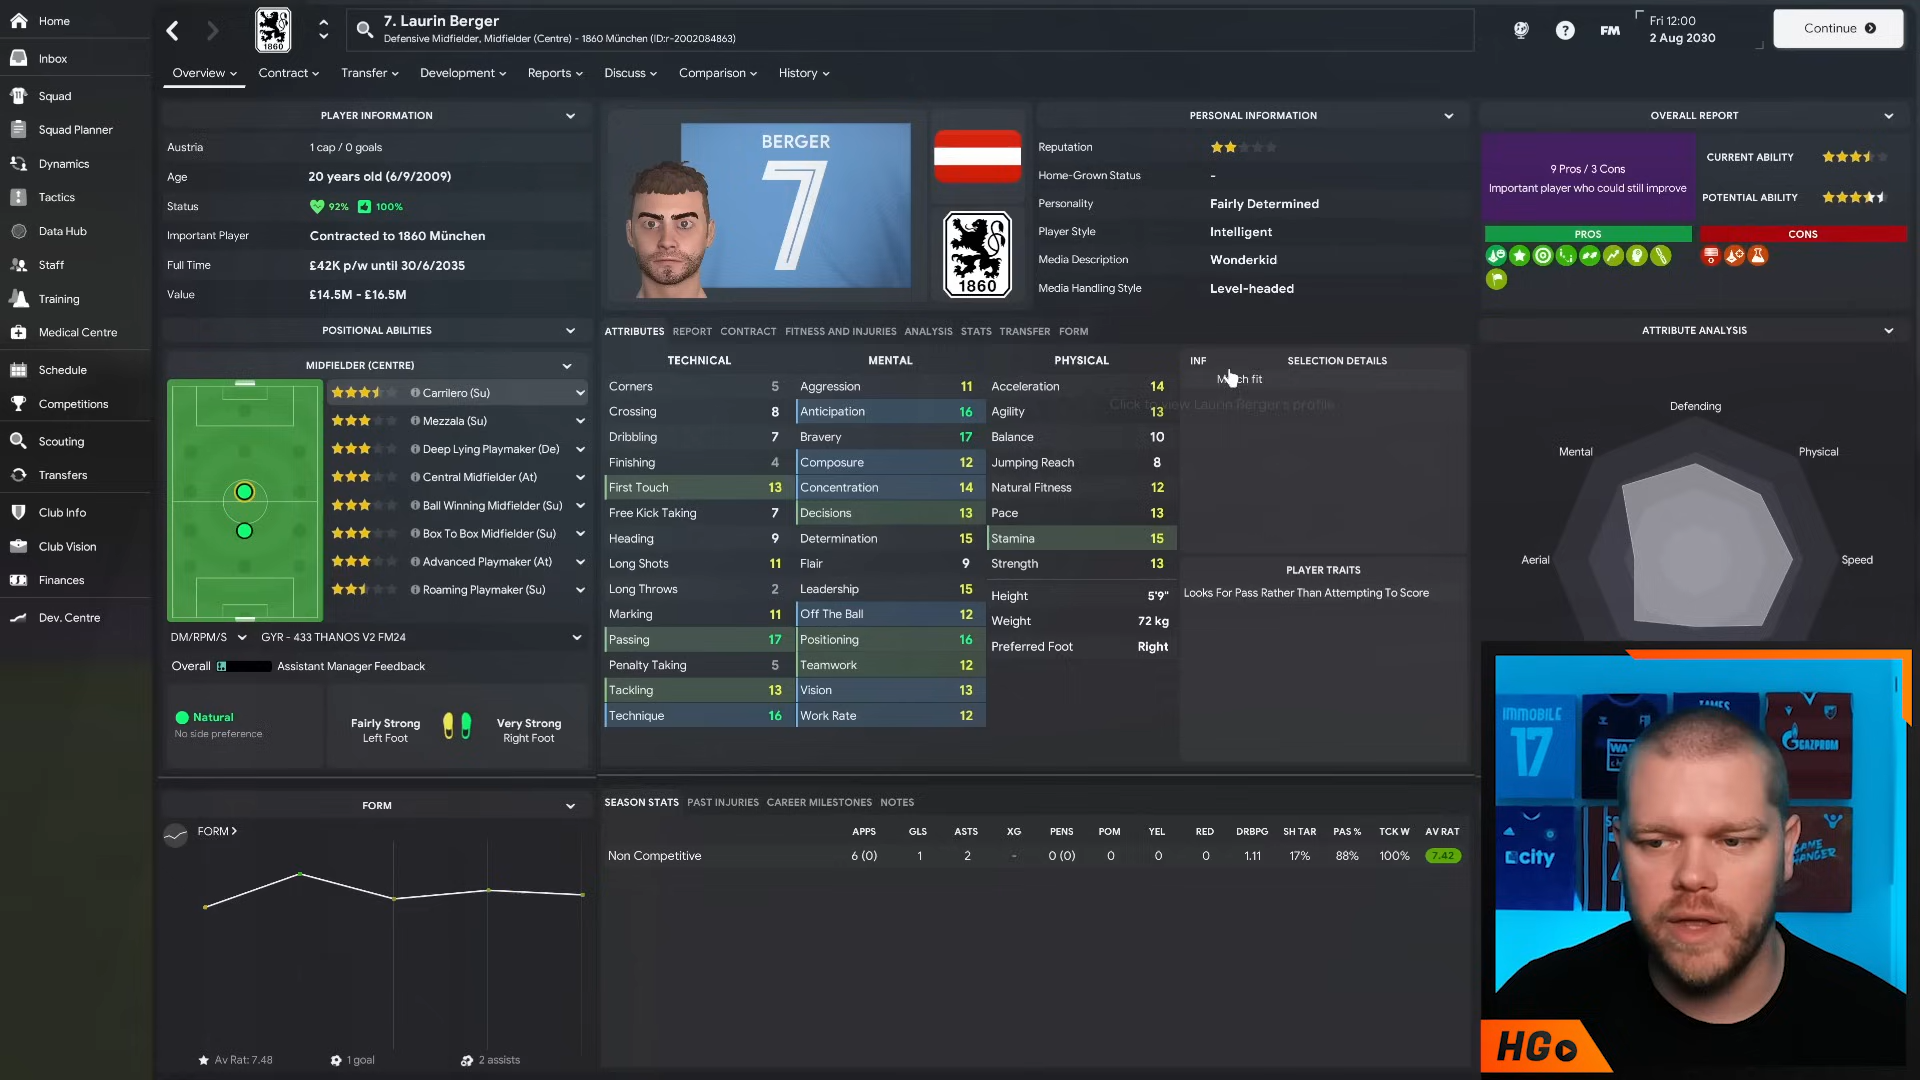 Home
Inbox
Squad
Squad Planner
Dynamics
Tactics
Data Hub
Staff
Training
Medical Centre
Schedule
Competitions
Scouting
Transfers
Club Info
Club Vision
Finances
Dev. Centre
1860
7. Laurin Berger
Defensive Midfielder, Midfielder (Centre) - 1860 München (ID:r-2002084863)
FM
Fri 12:00
2 Aug 2030
Continue
Overview
Contract
Transfer
Development
Reports
Discuss
Comparison
History
PLAYER INFORMATION
Austria 1 cap / 0 goals
Age 20 years old (6/9/2009)
Status 92% 100%
Important Player Contracted to 1860 München
Full Time £42K p/w until 30/6/2035
Value £14.5M - £16.5M
POSITIONAL ABILITIES
MIDFIELDER (CENTRE)
Carrilero (Su)
Mezzala (Su)
Deep Lying Playmaker (De)
Central Midfielder (At)
Ball Winning Midfielder (Su)
Box To Box Midfielder (Su)
Advanced Playmaker (At)
Roaming Playmaker (Su)
DM/RPM/S GYR - 433 THANOS V2 FM24
Overall Assistant Manager Feedback
Natural
No side preference
Fairly Strong
Left Foot
Very Strong
Right Foot
FORM
FORM
Av Rat: 7.48 1 goal 2 assists
BERGER
7
1860
PERSONAL INFORMATION
Reputation
Home-Grown Status -
Personality Fairly Determined
Player Style Intelligent
Media Description Wonderkid
Media Handling Style Level-headed
OVERALL REPORT
9 Pros / 3 Cons
Important player who could still improve
CURRENT ABILITY
POTENTIAL ABILITY
PROS CONS
ATTRIBUTES REPORT CONTRACT FITNESS AND INJURIES ANALYSIS STATS TRANSFER FORM
TECHNICAL
Corners 5
Crossing 8
Dribbling 7
Finishing 4
First Touch 13
Free Kick Taking 7
Heading 9
Long Shots 11
Long Throws 2
Marking 11
Passing 17
Penalty Taking 5
Tackling 13
Technique 16
MENTAL
Aggression 11
Anticipation 16
Bravery 17
Composure 12
Concentration 14
Decisions 13
Determination 15
Flair 9
Leadership 15
Off The Ball 12
Positioning 16
Teamwork 12
Vision 13
Work Rate 12
PHYSICAL
Acceleration 14
Agility 13
Balance 10
Jumping Reach 8
Natural Fitness 12
Pace 13
Stamina 15
Strength 13
Height 5'9"
Weight 72 kg
Preferred Foot Right
INF SELECTION DETAILS
Click to view Laurin Berger's profile
PLAYER TRAITS
Looks For Pass Rather Than Attempting To Score
ATTRIBUTE ANALYSIS
Defending
Mental
Physical
Aerial
Speed
SEASON STATS PAST INJURIES CAREER MILESTONES NOTES
APPS GLS ASTS XG PENS POM YEL RED DRBPG SH TAR PAS % TCK W AV RAT
Non Competitive 6 (0) 1 2 - 0 (0) 0 0 0 1.11 17% 88% 100% 7.42
IMMOBILE
17
GAZPROM
city
GAME
CHANGER
HG